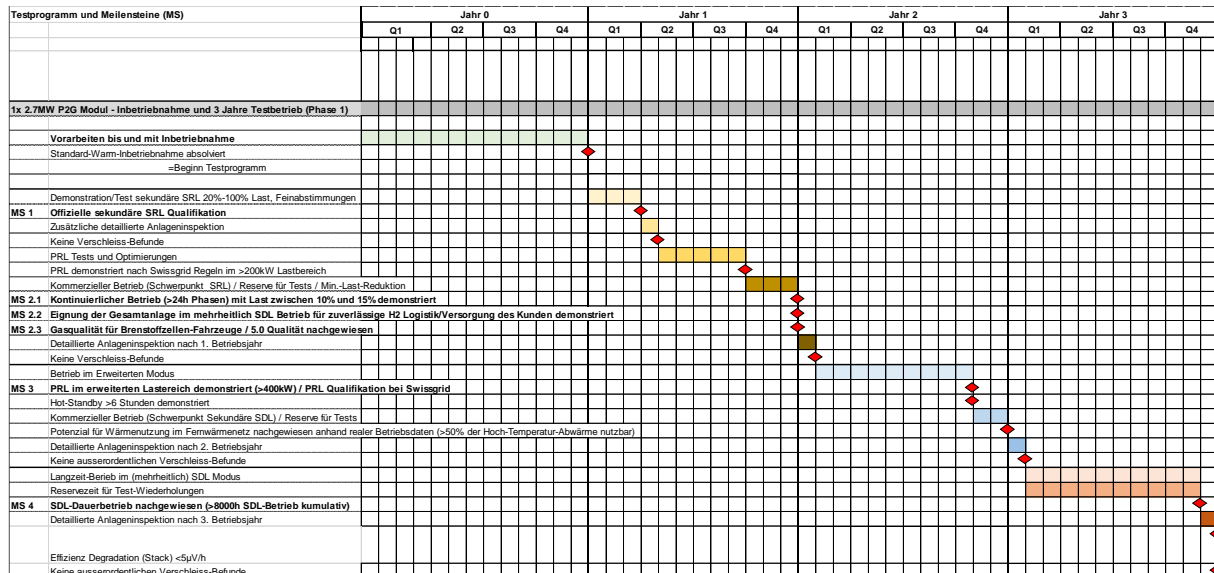 Testprogramm und Meilensteine (MS) Jahr 0 Jahr 1 Jahr 2 Jahr 3
Q1 Q2 Q3 Q4 Q1 Q2 Q3 Q4 Q1 Q2 Q3 Q4 Q1 Q2 Q3 Q4
1x 2.7MW P2G Modul - Inbetriebnahme und 3 Jahre Testbetrieb (Phase 1)
Vorarbeiten bis und mit Inbetriebnahme
Standard-Warm-Inbetriebnahme absolviert
=Beginn Testprogramm
Demonstration/Test sekundäre SRL 20%-100% Last, Feinabstimmungen
MS 1 Offizielle sekundäre SRL Qualifikation
Zusätzliche detaillierte Anlageninspektion
Keine Verschleiss-Befunde
PRL Tests und Optimierungen
PRL demonstriert nach Swissgrid Regeln im >200kW Lastbereich
Kommerzieller Betrieb (Schwerpunkt SRL) / Reserve für Tests / Min.-Last-Reduktion
MS 2.1 Kontinuierlicher Betrieb (>24h Phasen) mit Last zwischen 10% und 15% demonstriert
MS 2.2 Eignung der Gesamtanlage im mehrheitlich SDL Betrieb für zuverlässige H2 Logistik/Versorgung des Kunden demonstriert
MS 2.3 Gasqualität für Brennstoffzellen-Fahrzeuge / 5.0 Qualität nachgewiesen
Detaillierte Anlageninspektion nach 1. Betriebsjahr
Keine Verschleiss-Befunde
Betrieb im Erweiterten Modus
MS 3 PRL im erweiterten Lastereich demonstriert (>400kW) / PRL Qualifikation bei Swissgrid
Hot-Standby >6 Stunden demonstriert
Kommerzieller Betrieb (Schwerpunkt Sekundäre SDL) / Reserve für Tests
Potenzial für Wärmenutzung im Fernwärmenetz nachgewiesen anhand realer Betriebsdaten (>50% der Hoch-Temperatur-Abwärme nutzbar)
Detaillierte Anlageninspektion nach 2. Betriebsjahr
Keine ausserordentlichen Verschleiss-Befunde
Langzeit-Berieb im (mehrheitlich) SDL Modus
Reservezeit für Test-Wiederholungen
MS 4 SDL-Dauerbetrieb nachgewiesen (>8000h SDL-Betrieb kumulativ)
Detaillierte Anlageninspektion nach 3. Betriebsjahr
Effizienz Degradation (Stack) <5µV/h
Keine ausserordentlichen Verschleiss-Befunde